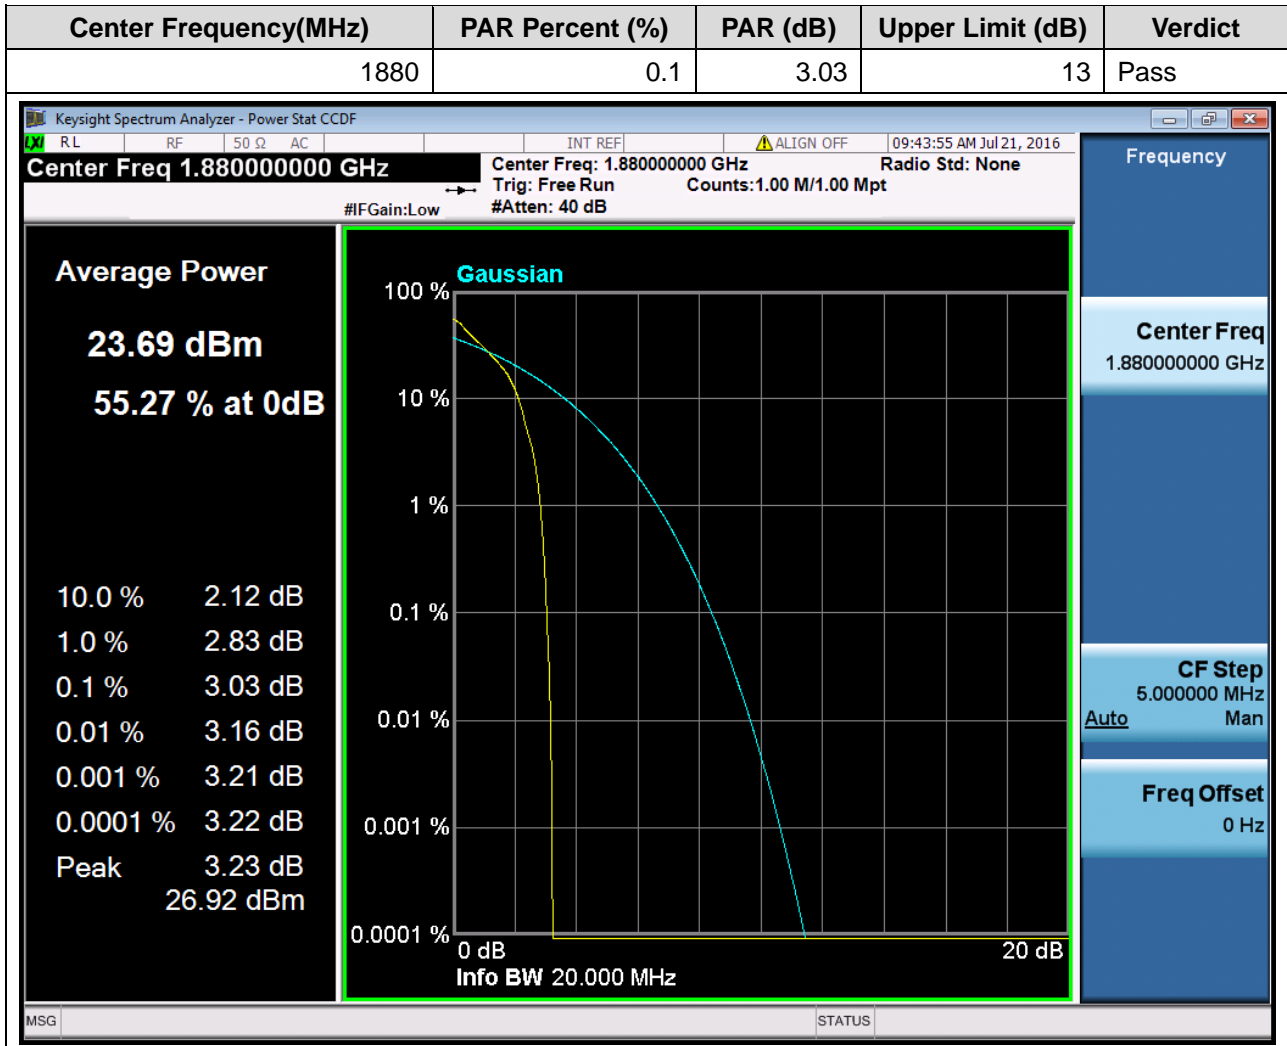 Center Frequency(MHz) PAR Percent (%) PAR (dB) Upper Limit (dB) Verdict
1880 0.1 3.03 13 Pass
Keysight Spectrum Analyzer - Power Stat CCDF
LXI RL RF 50 Ω AC INT REF ALIGN OFF 09:43:55 AM Jul 21, 2016
Center Freq 1.880000000 GHz
#IFGain:Low
Center Freq: 1.880000000 GHz Radio Std: None
Trig: Free Run Counts:1.00 M/1.00 Mpt
#Atten: 40 dB
Average Power
23.69 dBm
55.27 % at 0dB
10.0 % 2.12 dB
1.0 % 2.83 dB
0.1 % 3.03 dB
0.01 % 3.16 dB
0.001 % 3.21 dB
0.0001 % 3.22 dB
Peak 3.23 dB
26.92 dBm
Gaussian
100 %
10 %
1 %
0.1 %
0.01 %
0.001 %
0.0001 %
0 dB 20 dB
Info BW 20.000 MHz
Frequency
Center Freq
1.880000000 GHz
CF Step
5.000000 MHz
Auto Man
Freq Offset
0 Hz
MSG STATUS